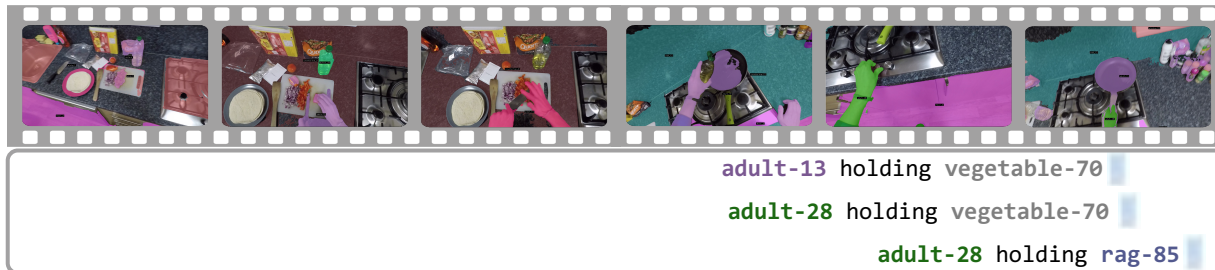 adult-13 holding vegetable-70
adult-28 holding vegetable-70
adult-28 holding rag-85